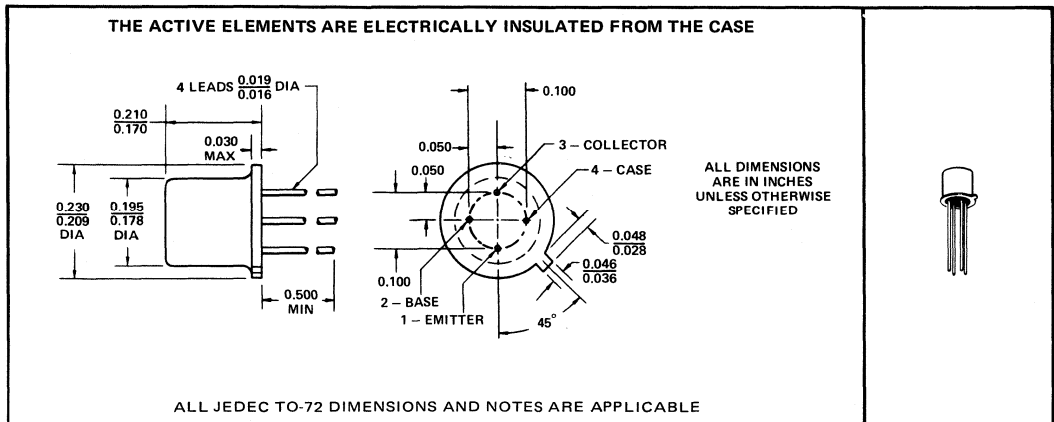 THE ACTIVE ELEMENTS ARE ELECTRICALLY INSULATED FROM THE CASE
4 LEADS 0.019/0.016 DIA
0.100
0.210
0.170
0.030
MAX
0.050
3 – COLLECTOR
0.050
4 – CASE
ALL DIMENSIONS
ARE IN INCHES
UNLESS OTHERWISE
SPECIFIED
0.230
0.209
DIA
0.195
0.178
DIA
0.048
0.028
0.046
0.036
0.100
0.500
MIN
2 – BASE
1 – EMITTER
45°
ALL JEDEC TO-72 DIMENSIONS AND NOTES ARE APPLICABLE